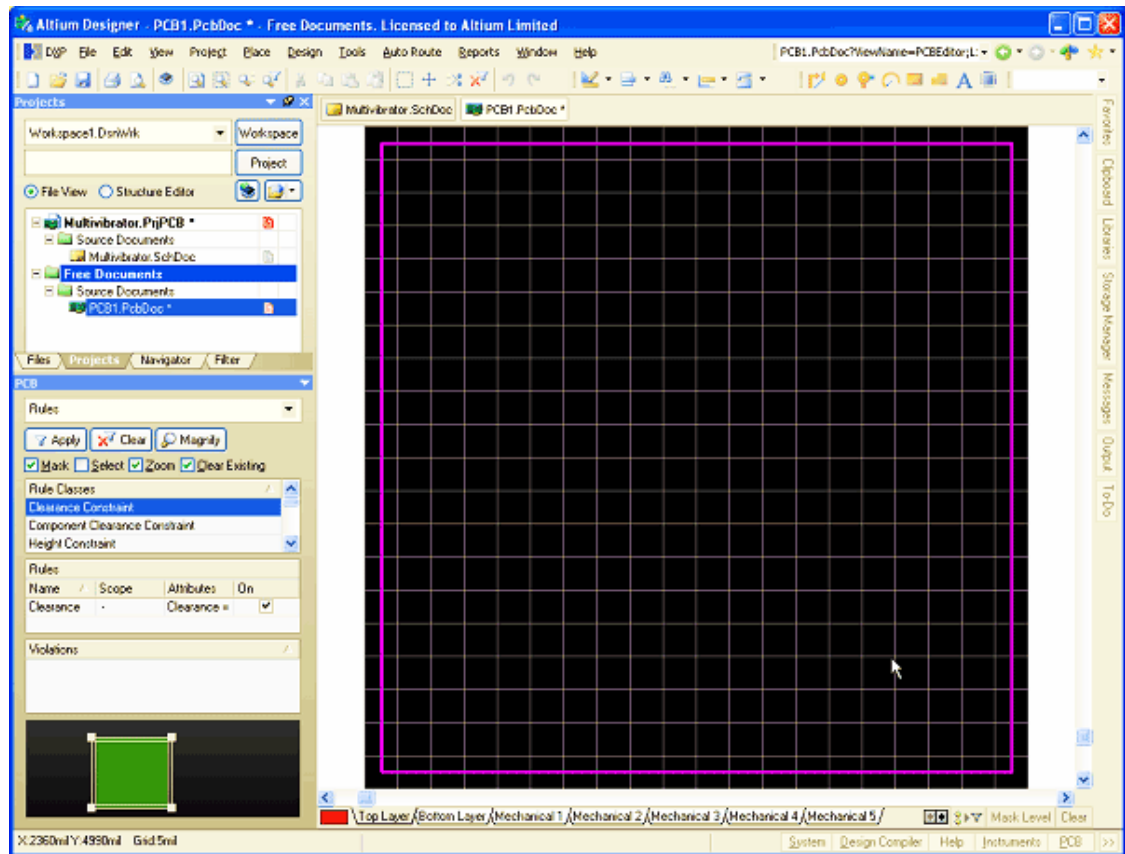 Altium Designer - PCB1.PcbDoc * - Free Documents. Licensed to Altium Limited
DXP File Edit View Project Place Design Tools Auto Route Reports Window Help
PCB1.PcbDoc?ViewName=PCBEditor;L:
Projects
Multivibrator.SchDoc PCB1.PcbDoc *
Workspace1.DsnWrk Workspace
Project
File View Structure Editor
Multivibrator.PrjPCB *
Source Documents
Multivibrator.SchDoc
Free Documents
Source Documents
PCB1.PcbDoc *
Files Projects Navigator Filter
PCB
Rules
Apply Clear Magnify
Mask Select Zoom Clear Existing
Rule Classes
Clearance Constraint
Component Clearance Constraint
Height Constraint
Rules
Name Scope Attributes On
Clearance - Clearance =
Violations
Favorites
Clipboard
Libraries
Storage Manager
Messages
Output
To-Do
Top Layer Bottom Layer Mechanical 1 Mechanical 2 Mechanical 3 Mechanical 4 Mechanical 5 Mask Level Clear
X:2360mil Y:4990mil Grid:5mil System Design Compiler Help Instruments PCB >>